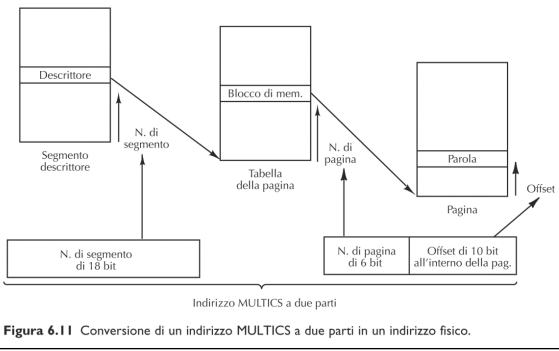 Descrittore
N. di
segmento
Segmento
descrittore
Blocco di mem.
N. di
pagina
Tabella
della pagina
Parola
Offset
Pagina
N. di segmento
di 18 bit
N. di pagina
di 6 bit
Offset di 10 bit
all'interno della pag.
Indirizzo MULTICS a due parti
Figura 6.11 Conversione di un indirizzo MULTICS a due parti in un indirizzo fisico.